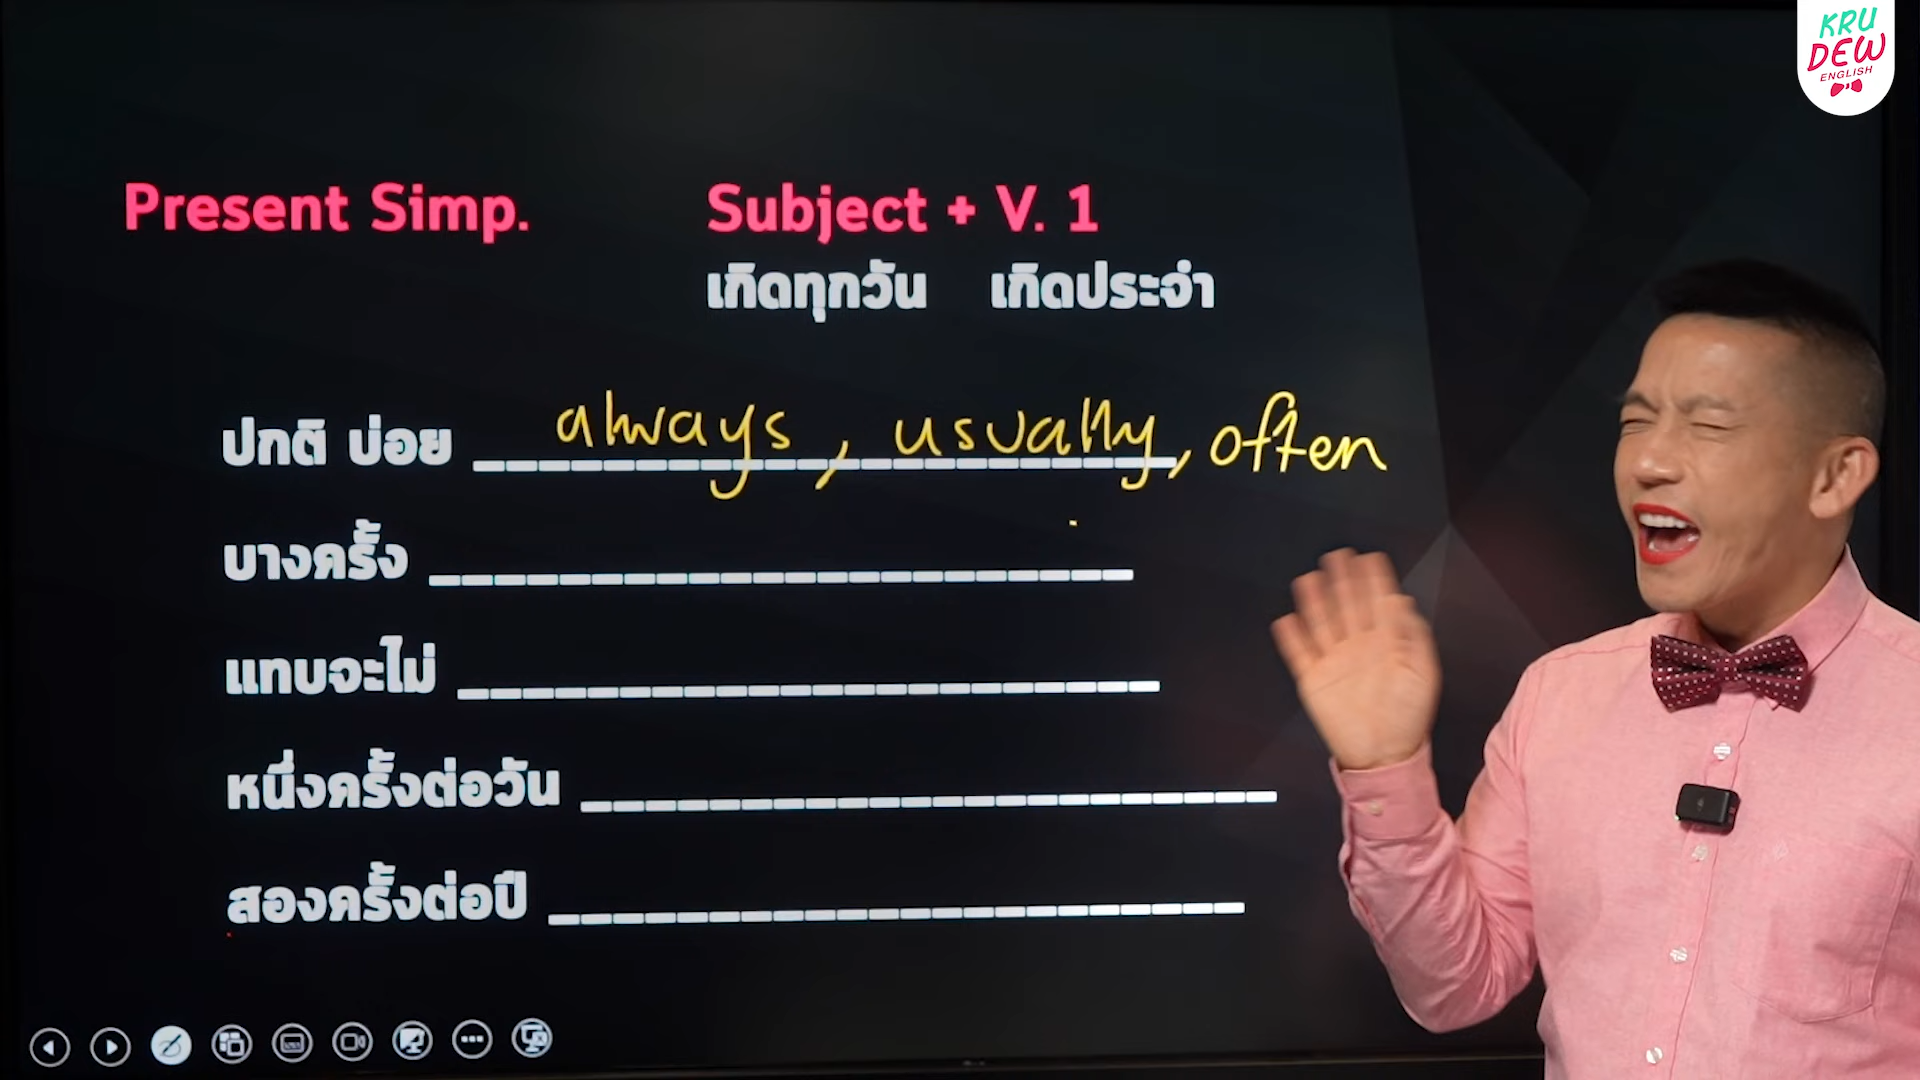 KRU
DEW
ENGLISH
Present Simp. Subject + V. 1
เกิดทุกวัน เกิดประจำ
ปกติ บ่อย always, usually, often
บางครั้ง
แทบจะไม่
หนึ่งครั้งต่อวัน
สองครั้งต่อปี